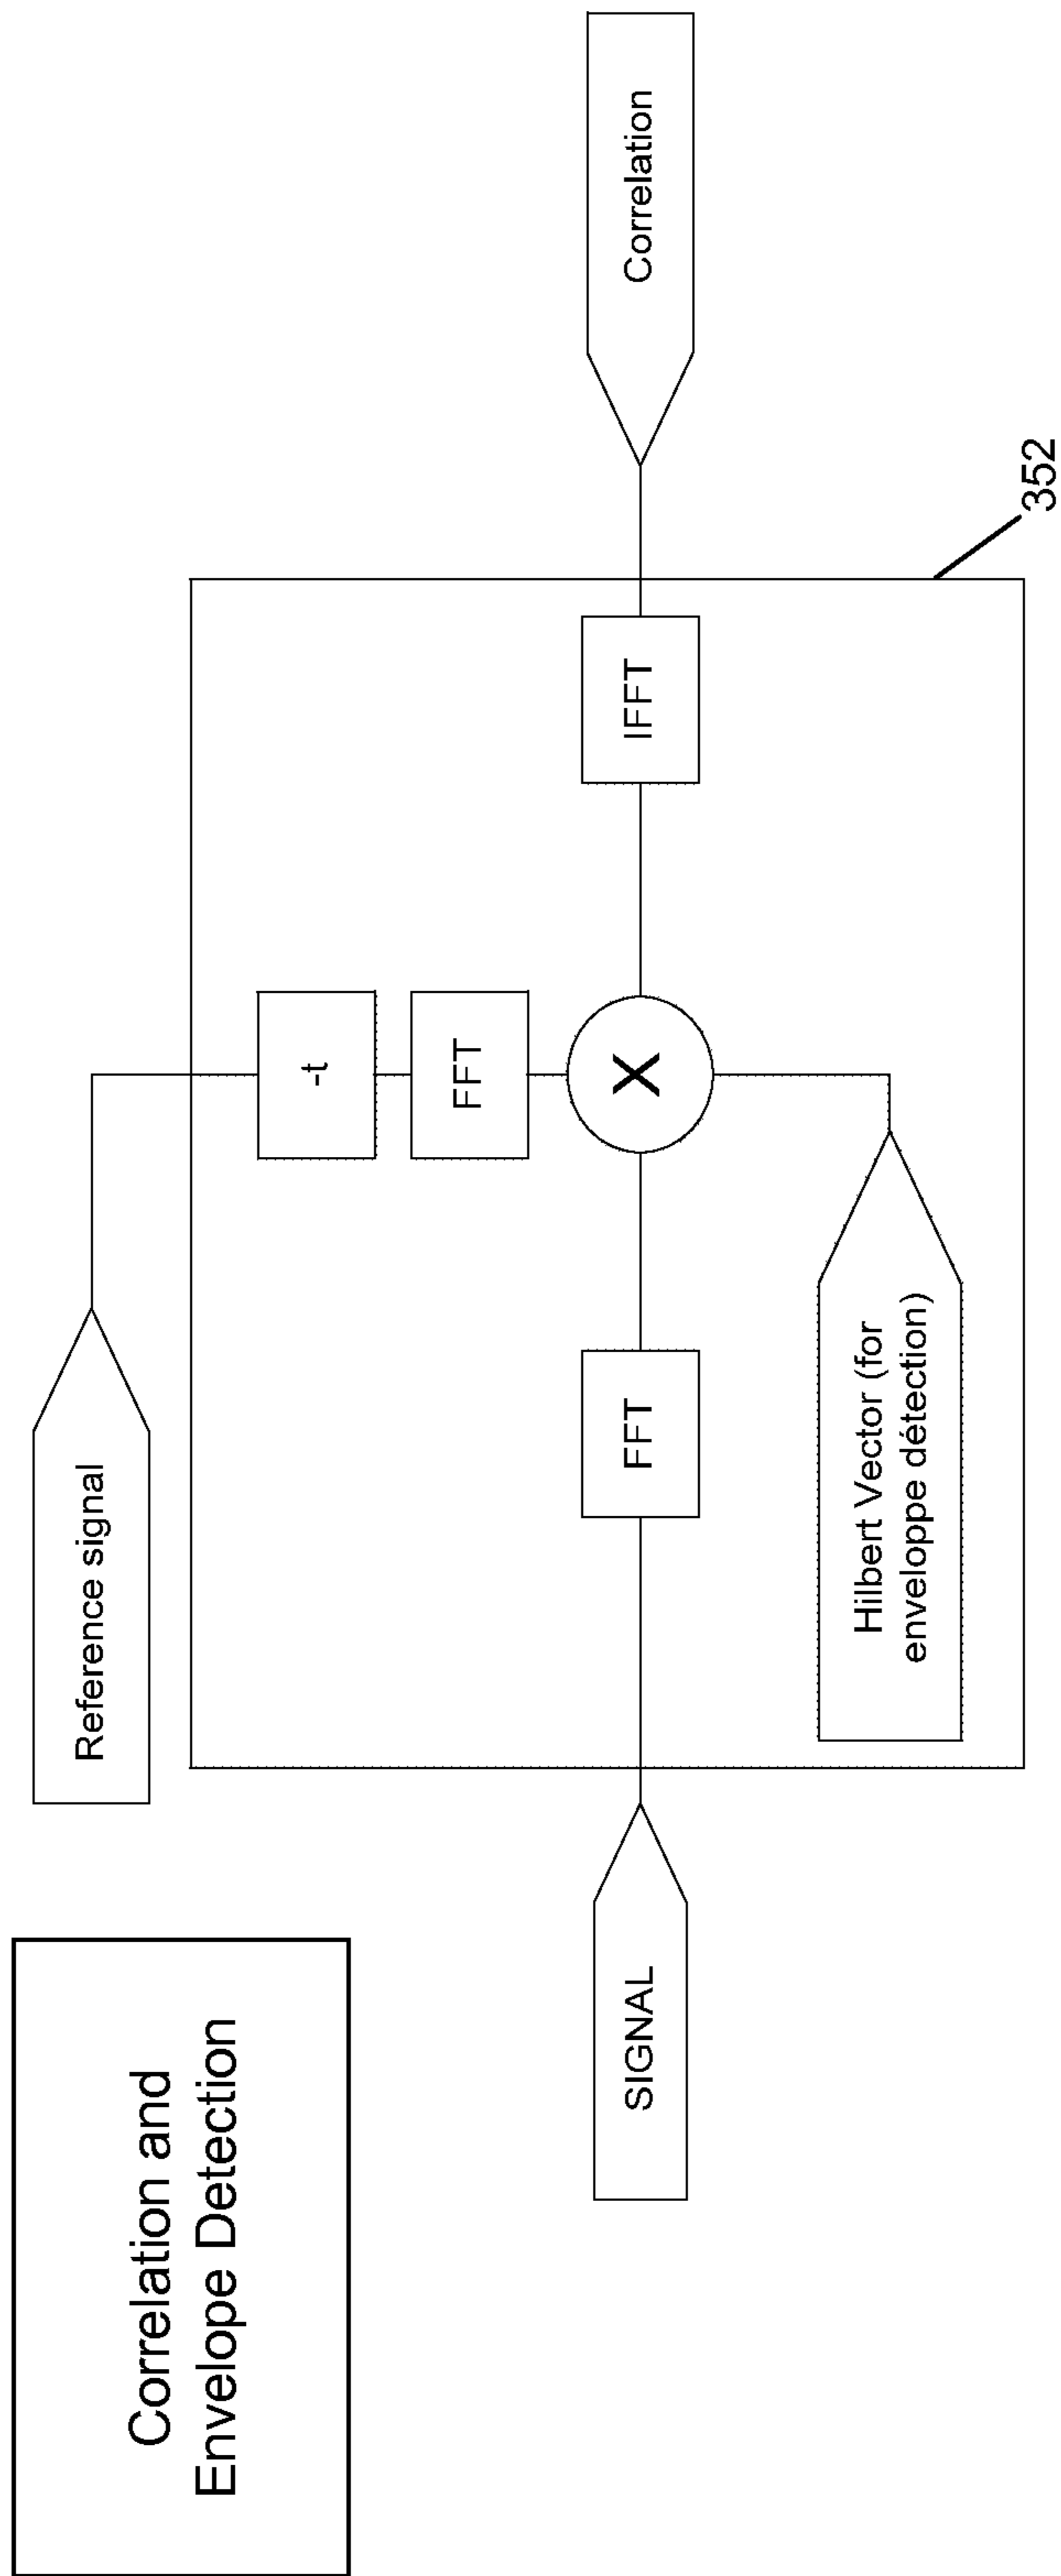 Correlation and
Envelope Detection
Reference signal
-t
FFT
SIGNAL
FFT
X
IFFT
Correlation
Hilbert Vector (for
enveloppe détection)
352